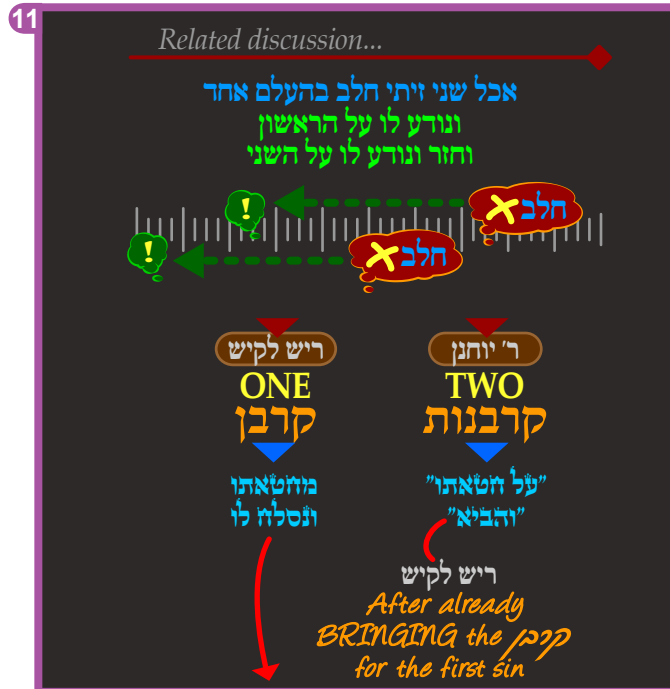 11
Related discussion...
אכל שני זיתי חלב בהעלם אחד
ונודע לו על הראשון
וחזר ונודע לו על השני
! חלב
! חלב
ר' יוחנן
TWO
קרבנות
"על חטאתו"
"והביא"
ריש לקיש
After already
BRINGING the קרבן
for the first sin
ריש לקיש
ONE
קרבן
מחטאתו
ונסלח לו